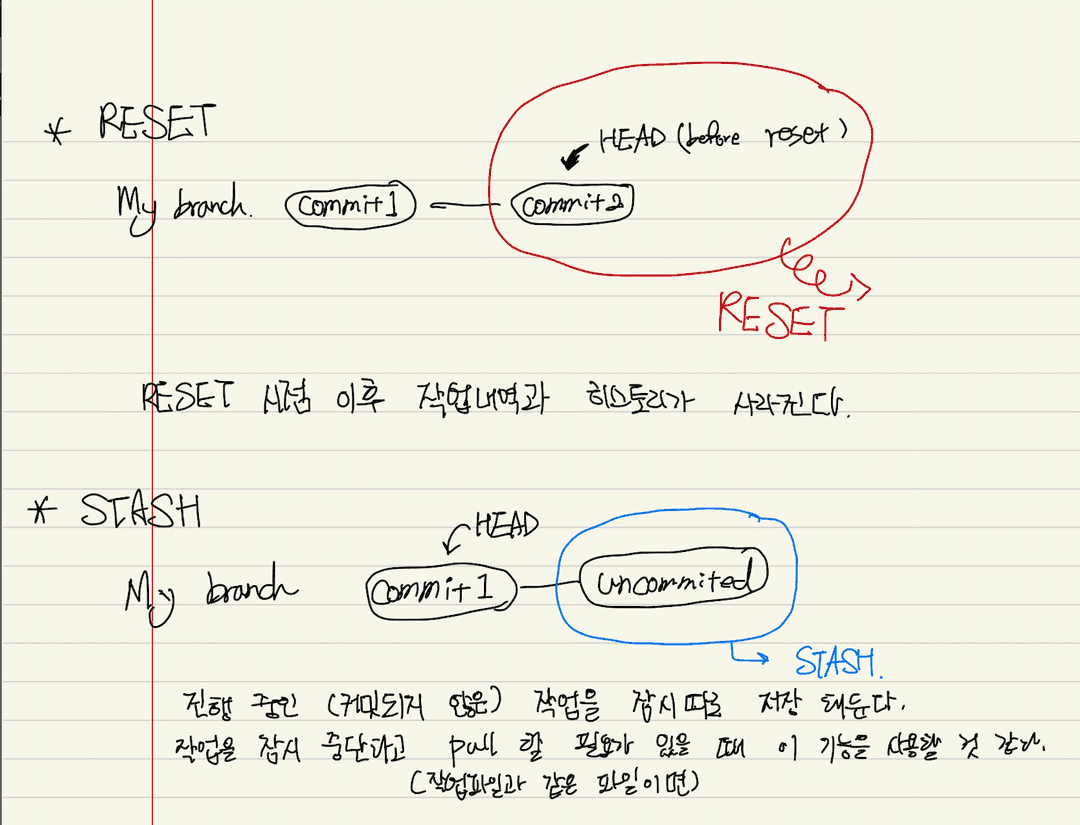 * RESET
HEAD (before reset)
My branch. commit1 commit2
RESET
RESET 시점 이후 작업내역과 히스토리가 사라진다.
* STASH
HEAD
My branch commit1 uncommited
STASH.
진행 중인 (커밋되지 않은) 작업을 잠시 따로 저장 해둔다.
작업을 잠시 중단하고 pull 할 필요가 있을 때 이 기능을 사용할 것 같다.
(작업파일과 같은 파일이면)